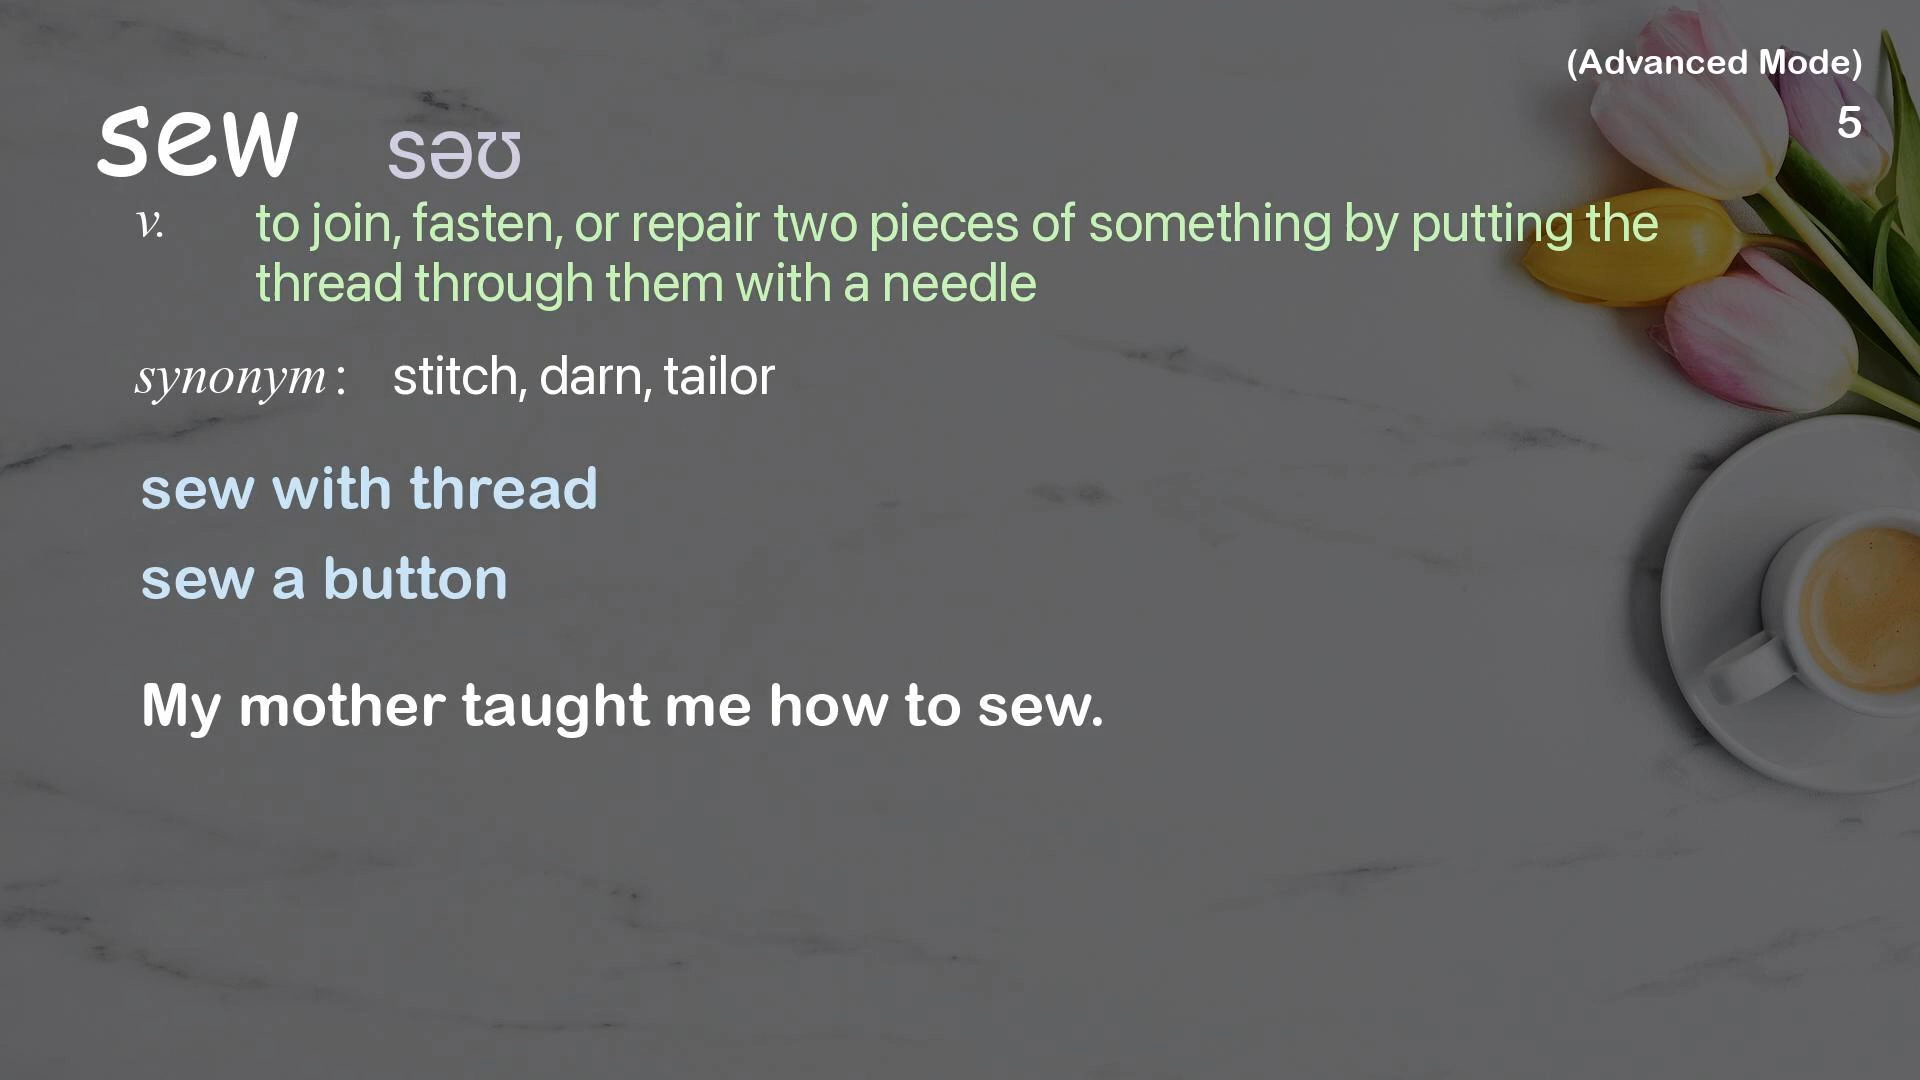 (Advanced Mode)
5
sew səʊ
v. to join, fasten, or repair two pieces of something by putting the
thread through them with a needle
synonym: stitch, darn, tailor
sew with thread
sew a button
My mother taught me how to sew.